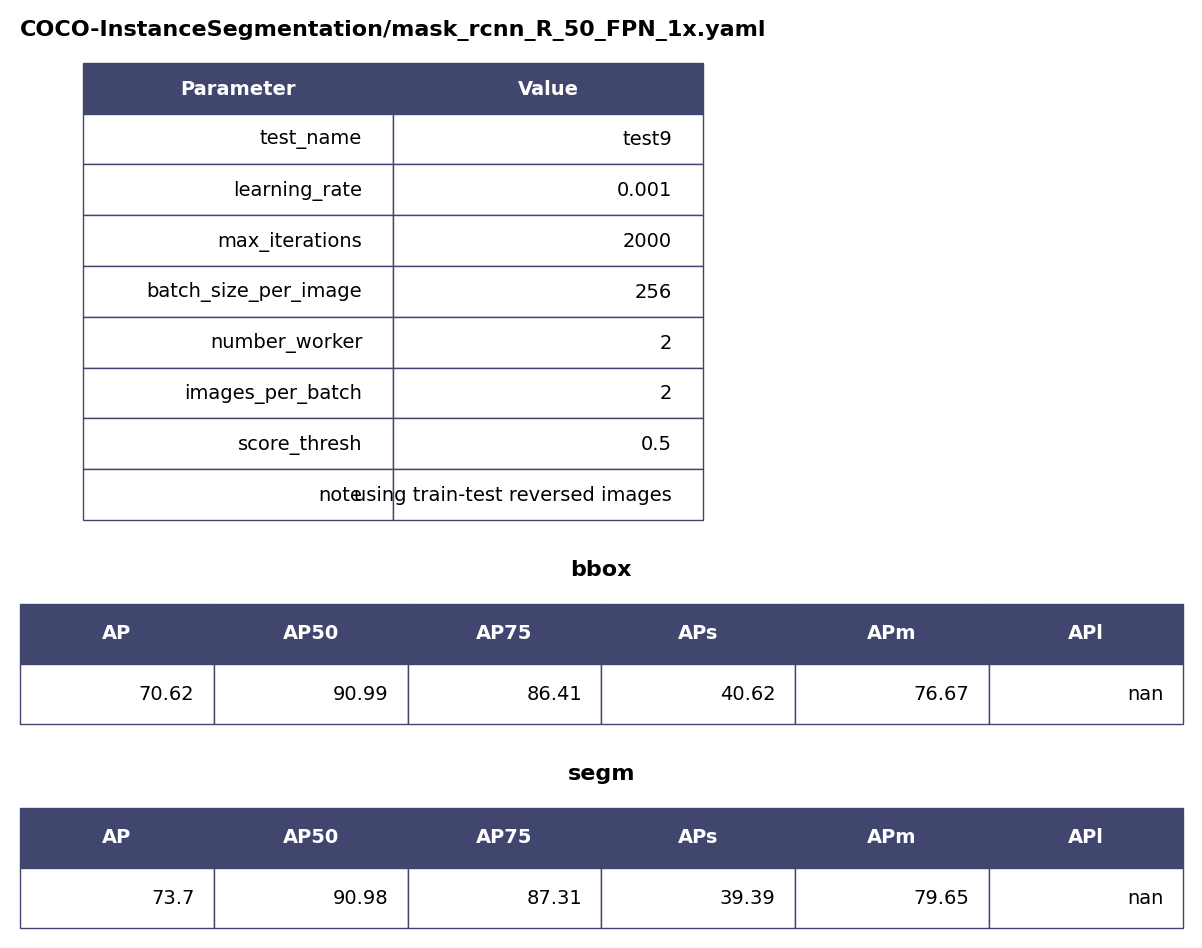 COCO-InstanceSegmentation/mask_rcnn_R_50_FPN_1x.yaml
Parameter Value
test_name test9
learning_rate 0.001
max_iterations 2000
batch_size_per_image 256
number_worker 2
images_per_batch 2
score_thresh 0.5
note using train-test reversed images
bbox
AP AP50 AP75 APs APm APl
70.62 90.99 86.41 40.62 76.67 nan
segm
AP AP50 AP75 APs APm APl
73.7 90.98 87.31 39.39 79.65 nan